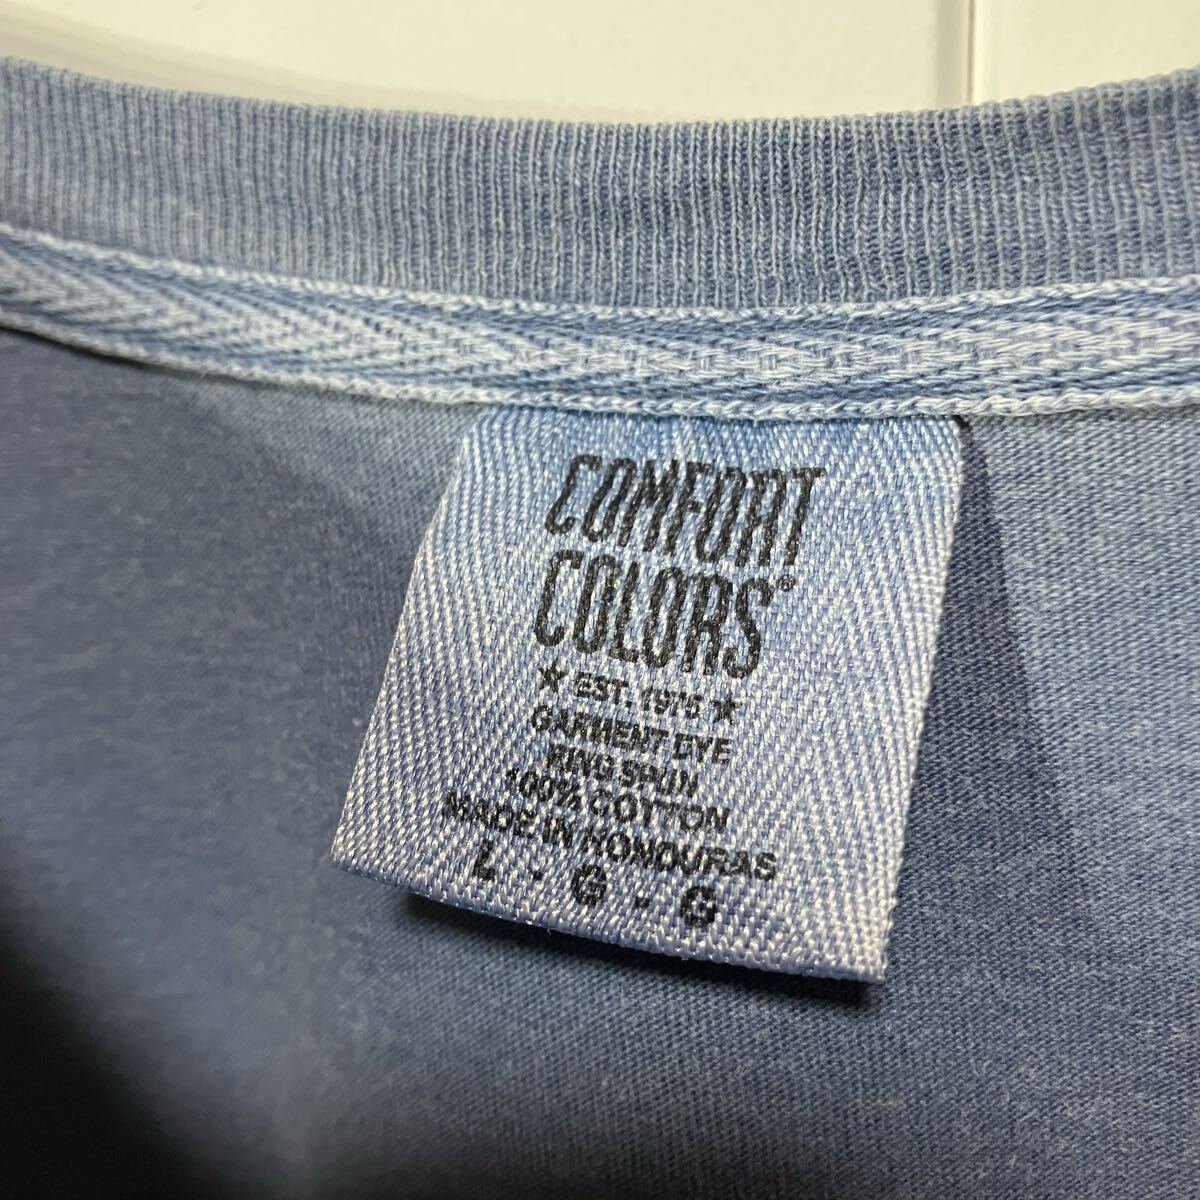 COMFORT
COLORS®
★ EST. 1975 ★
GARMENT DYE
RING SPUN
100% COTTON
MADE IN HONDURAS
L · G · G